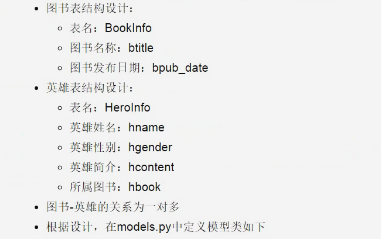 图书表结构设计：
表名：BookInfo
图书名称：btitle
图书发布日期：bpub_date
英雄表结构设计：
表名：HeroInfo
英雄姓名：hname
英雄性别：hgender
英雄简介：hcontent
所属图书：hbook
图书-英雄的关系为一对多
根据设计，在models.py中定义模型类如下